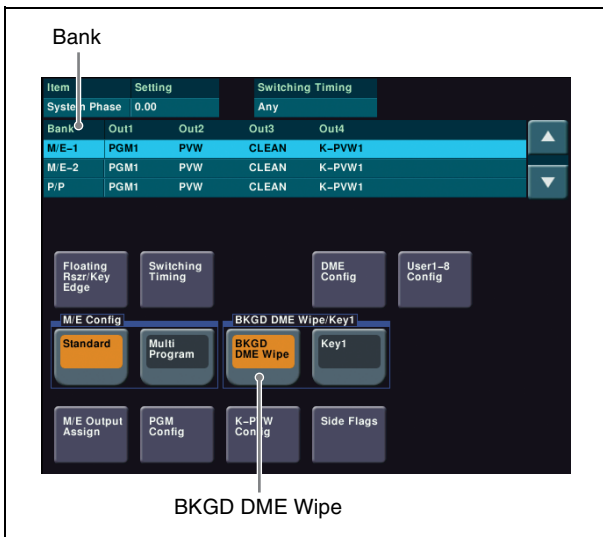 Bank
Item Setting Switching Timing
System Phase 0.00 Any
Bank Out1 Out2 Out3 Out4
M/E-1 PGM1 PVW CLEAN K-PVW1
M/E-2 PGM1 PVW CLEAN K-PVW1
P/P PGM1 PVW CLEAN K-PVW1
Floating
Rszr/Key
Edge
Switching
Timing
DME
Config
User1-8
Config
M/E Config
BKGD DME Wipe/Key1
Standard
Multi
Program
BKGD
DME Wipe
Key1
M/E Output
Assign
PGM
Config
K-PVW
Config
Side Flags
BKGD DME Wipe